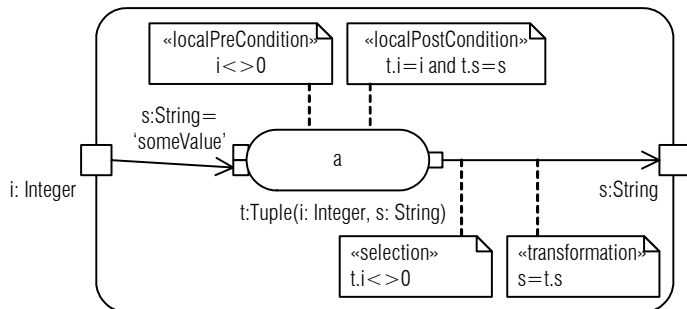 «localPreCondition»
i<>0
«localPostCondition»
t.i=i and t.s=s
s:String=
‘someValue’
a
i: Integer
s:String
t:Tuple(i: Integer, s: String)
«selection»
t.i<>0
«transformation»
s=t.s